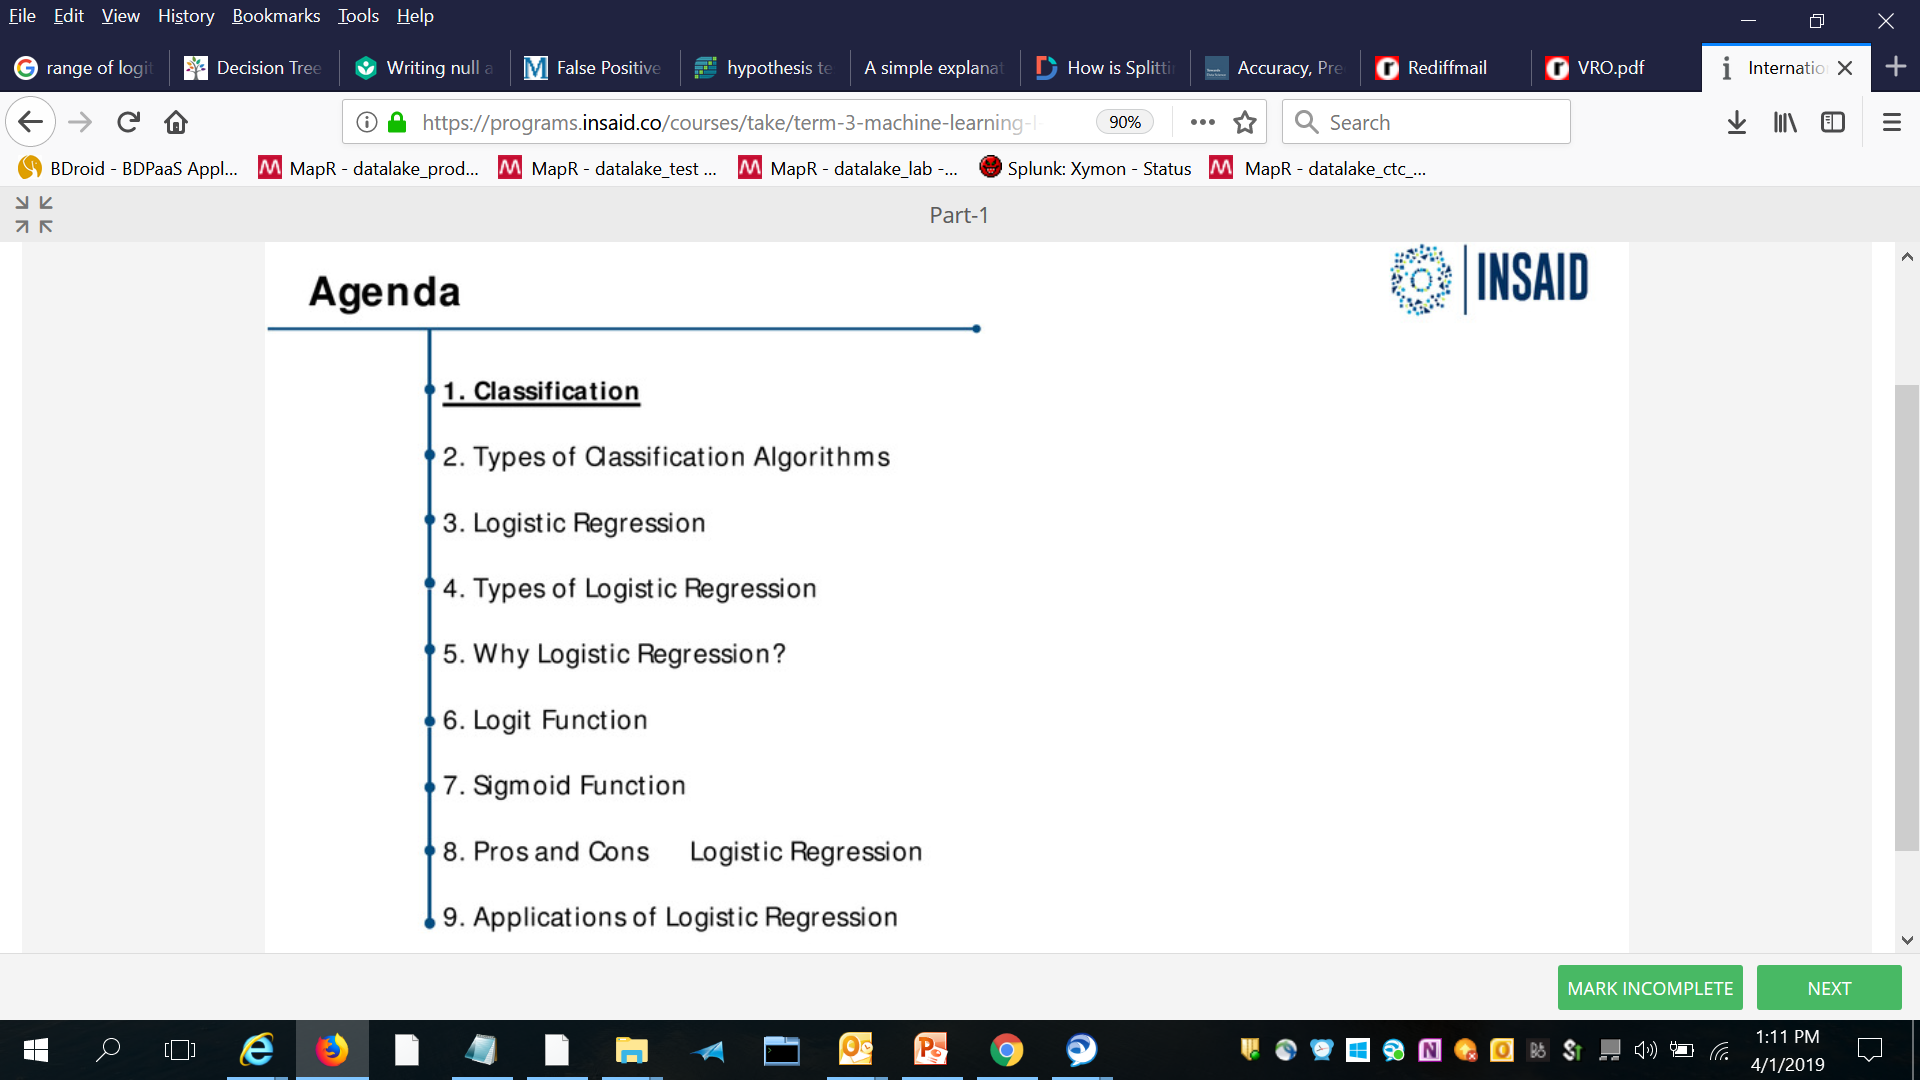 File Edit View History Bookmarks Tools Help
range of logit
Decision Tree
Writing null a
False Positive
hypothesis te
A simple explanat
How is Splitti
Accuracy, Pre
Rediffmail
VRO.pdf
Internatio
https://programs.insaid.co/courses/take/term-3-machine-learning-l
90%
Search
BDroid - BDPaaS Appl...
MapR - datalake_prod...
MapR - datalake_test ...
MapR - datalake_lab -...
Splunk: Xymon - Status
MapR - datalake_ctc_...
Part-1
INSAID
Agenda
1. Classification
2. Types of Classification Algorithms
3. Logistic Regression
4. Types of Logistic Regression
5. Why Logistic Regression?
6. Logit Function
7. Sigmoid Function
8. Pros and Cons Logistic Regression
9. Applications of Logistic Regression
MARK INCOMPLETE
NEXT
1:11 PM
4/1/2019